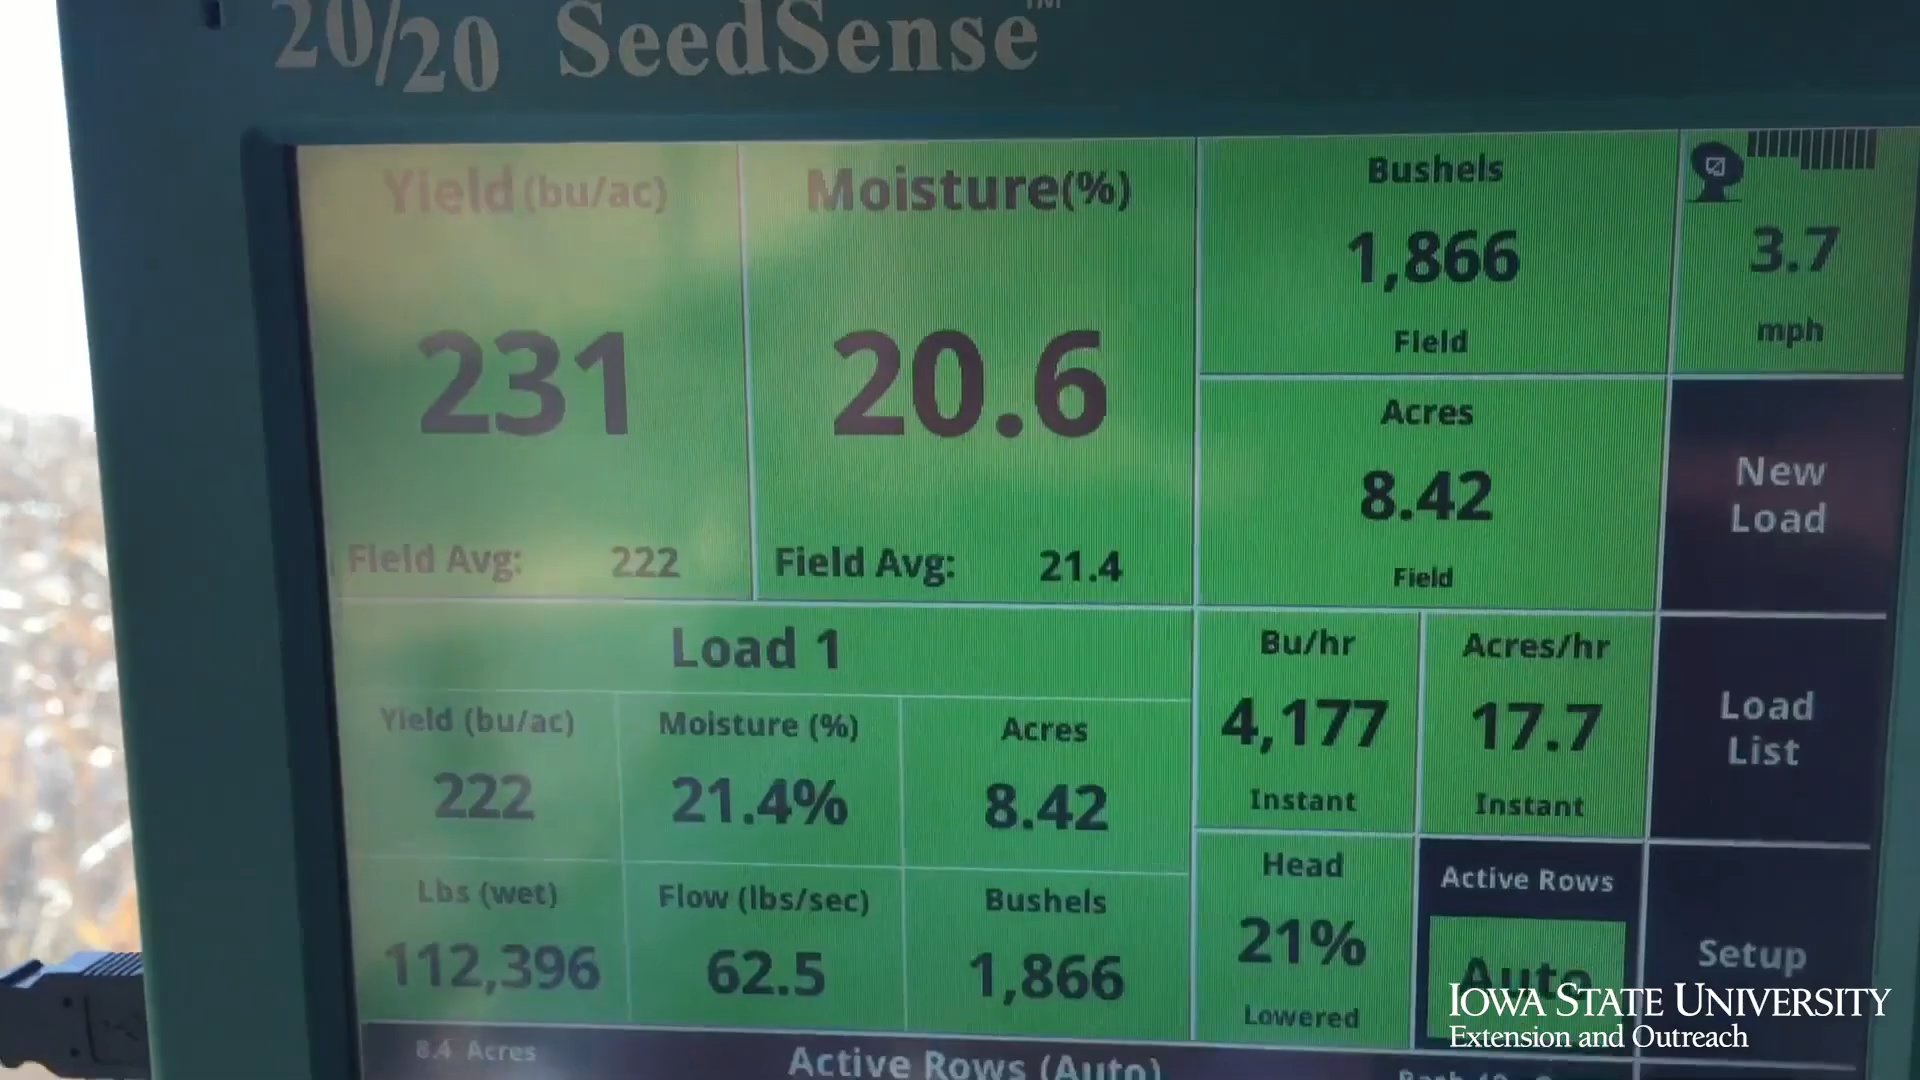 20/20 SeedSense™
Yield (bu/ac)
231
Field Avg: 222
Moisture(%)
20.6
Field Avg: 21.4
Bushels
1,866
Field
3.7
mph
Acres
8.42
Field
New
Load
Load 1
Yield (bu/ac)
222
Moisture (%)
21.4%
Acres
8.42
Lbs (wet)
112,396
Flow (lbs/sec)
62.5
Bushels
1,866
Bu/hr
4,177
Instant
Acres/hr
17.7
Instant
Load
List
Head
21%
Lowered
Active Rows
Auto
Setup
8.4 Acres
Active Rows (Auto)
IOWA STATE UNIVERSITY
Extension and Outreach